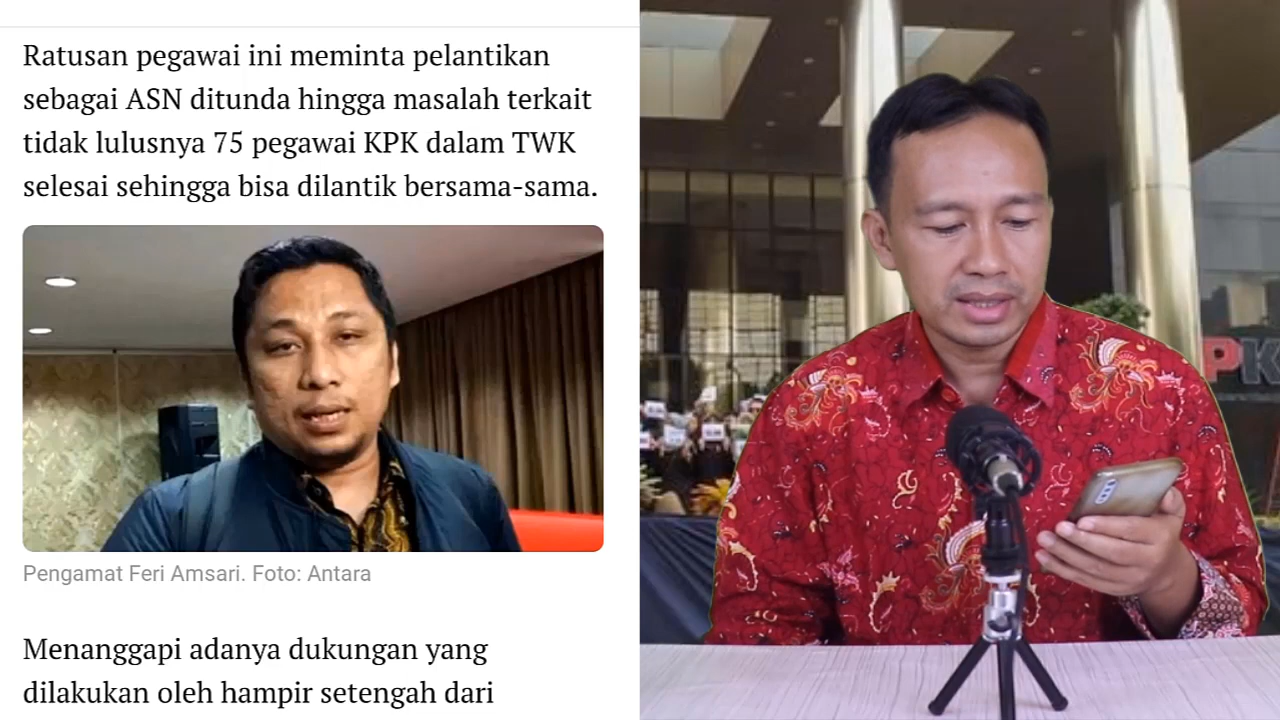 Ratusan pegawai ini meminta pelantikan
sebagai ASN ditunda hingga masalah terkait
tidak lulusnya 75 pegawai KPK dalam TWK
selesai sehingga bisa dilantik bersama-sama.
Pengamat Feri Amsari. Foto: Antara
Menanggapi adanya dukungan yang
dilakukan oleh hampir setengah dari
PK